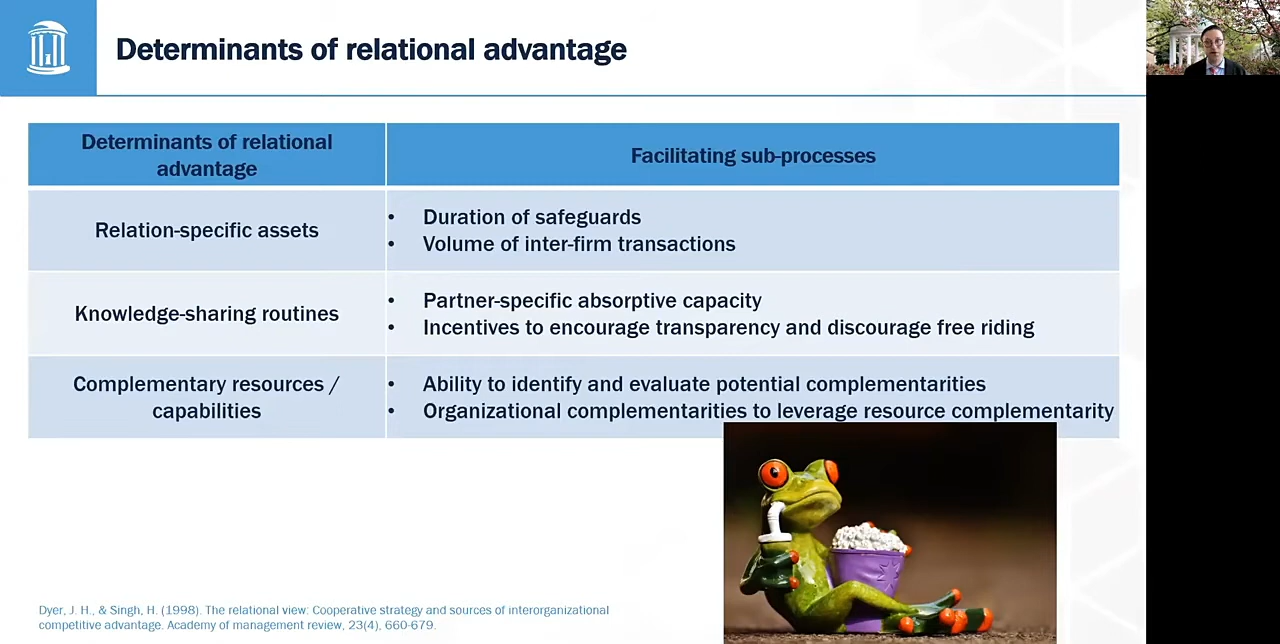 Determinants of relational advantage
Determinants of relational
advantage
Facilitating sub-processes
Relation-specific assets
• Duration of safeguards
• Volume of inter-firm transactions
Knowledge-sharing routines
• Partner-specific absorptive capacity
• Incentives to encourage transparency and discourage free riding
Complementary resources /
capabilities
• Ability to identify and evaluate potential complementarities
• Organizational complementarities to leverage resource complementarity
Dyer, J. H., & Singh, H. (1998). The relational view: Cooperative strategy and sources of interorganizational
competitive advantage. Academy of management review, 23(4), 660-679.